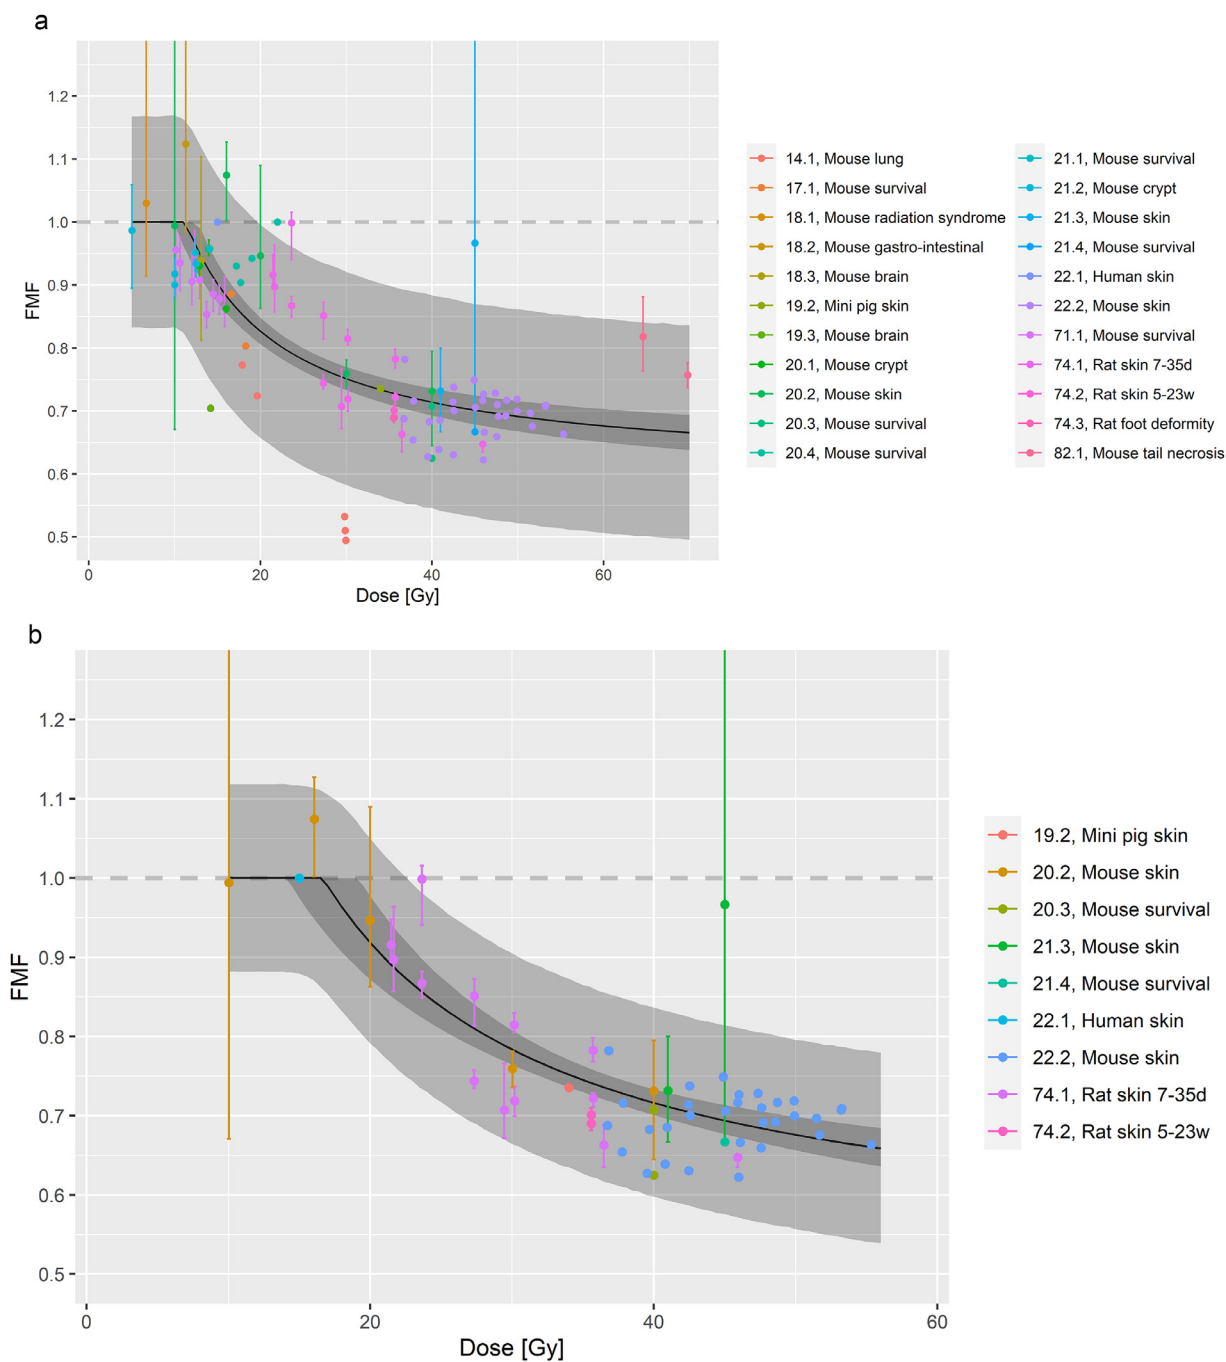 a
1.2
1.1
1.0
0.9
0.8
0.7
0.6
0.5
FMF
0
20
40
60
Dose [Gy]
14.1, Mouse lung
17.1, Mouse survival
18.1, Mouse radiation syndrome
18.2, Mouse gastro-intestinal
18.3, Mouse brain
19.2, Mini pig skin
19.3, Mouse brain
20.1, Mouse crypt
20.2, Mouse skin
20.3, Mouse survival
20.4, Mouse survival
21.1, Mouse survival
21.2, Mouse crypt
21.3, Mouse skin
21.4, Mouse survival
22.1, Human skin
22.2, Mouse skin
71.1, Mouse survival
74.1, Rat skin 7-35d
74.2, Rat skin 5-23w
74.3, Rat foot deformity
82.1, Mouse tail necrosis
b
1.2
1.1
1.0
0.9
0.8
0.7
0.6
0.5
FMF
0
20
40
60
Dose [Gy]
19.2, Mini pig skin
20.2, Mouse skin
20.3, Mouse survival
21.3, Mouse skin
21.4, Mouse survival
22.1, Human skin
22.2, Mouse skin
74.1, Rat skin 7-35d
74.2, Rat skin 5-23w